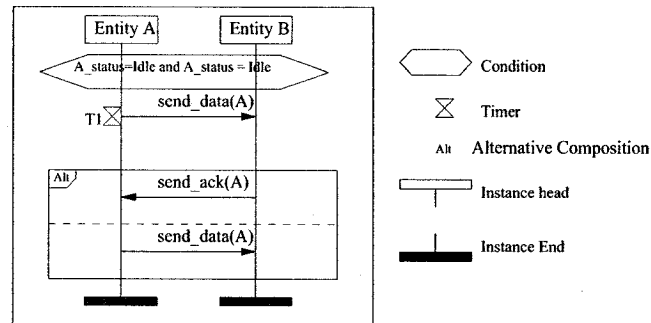 Entity A
Entity B
A_status=Idle and A_status = Idle
send_data(A)
T1
Alt
send_ack(A)
send_data(A)
Condition
Timer
Alt Alternative Composition
Instance head
Instance End